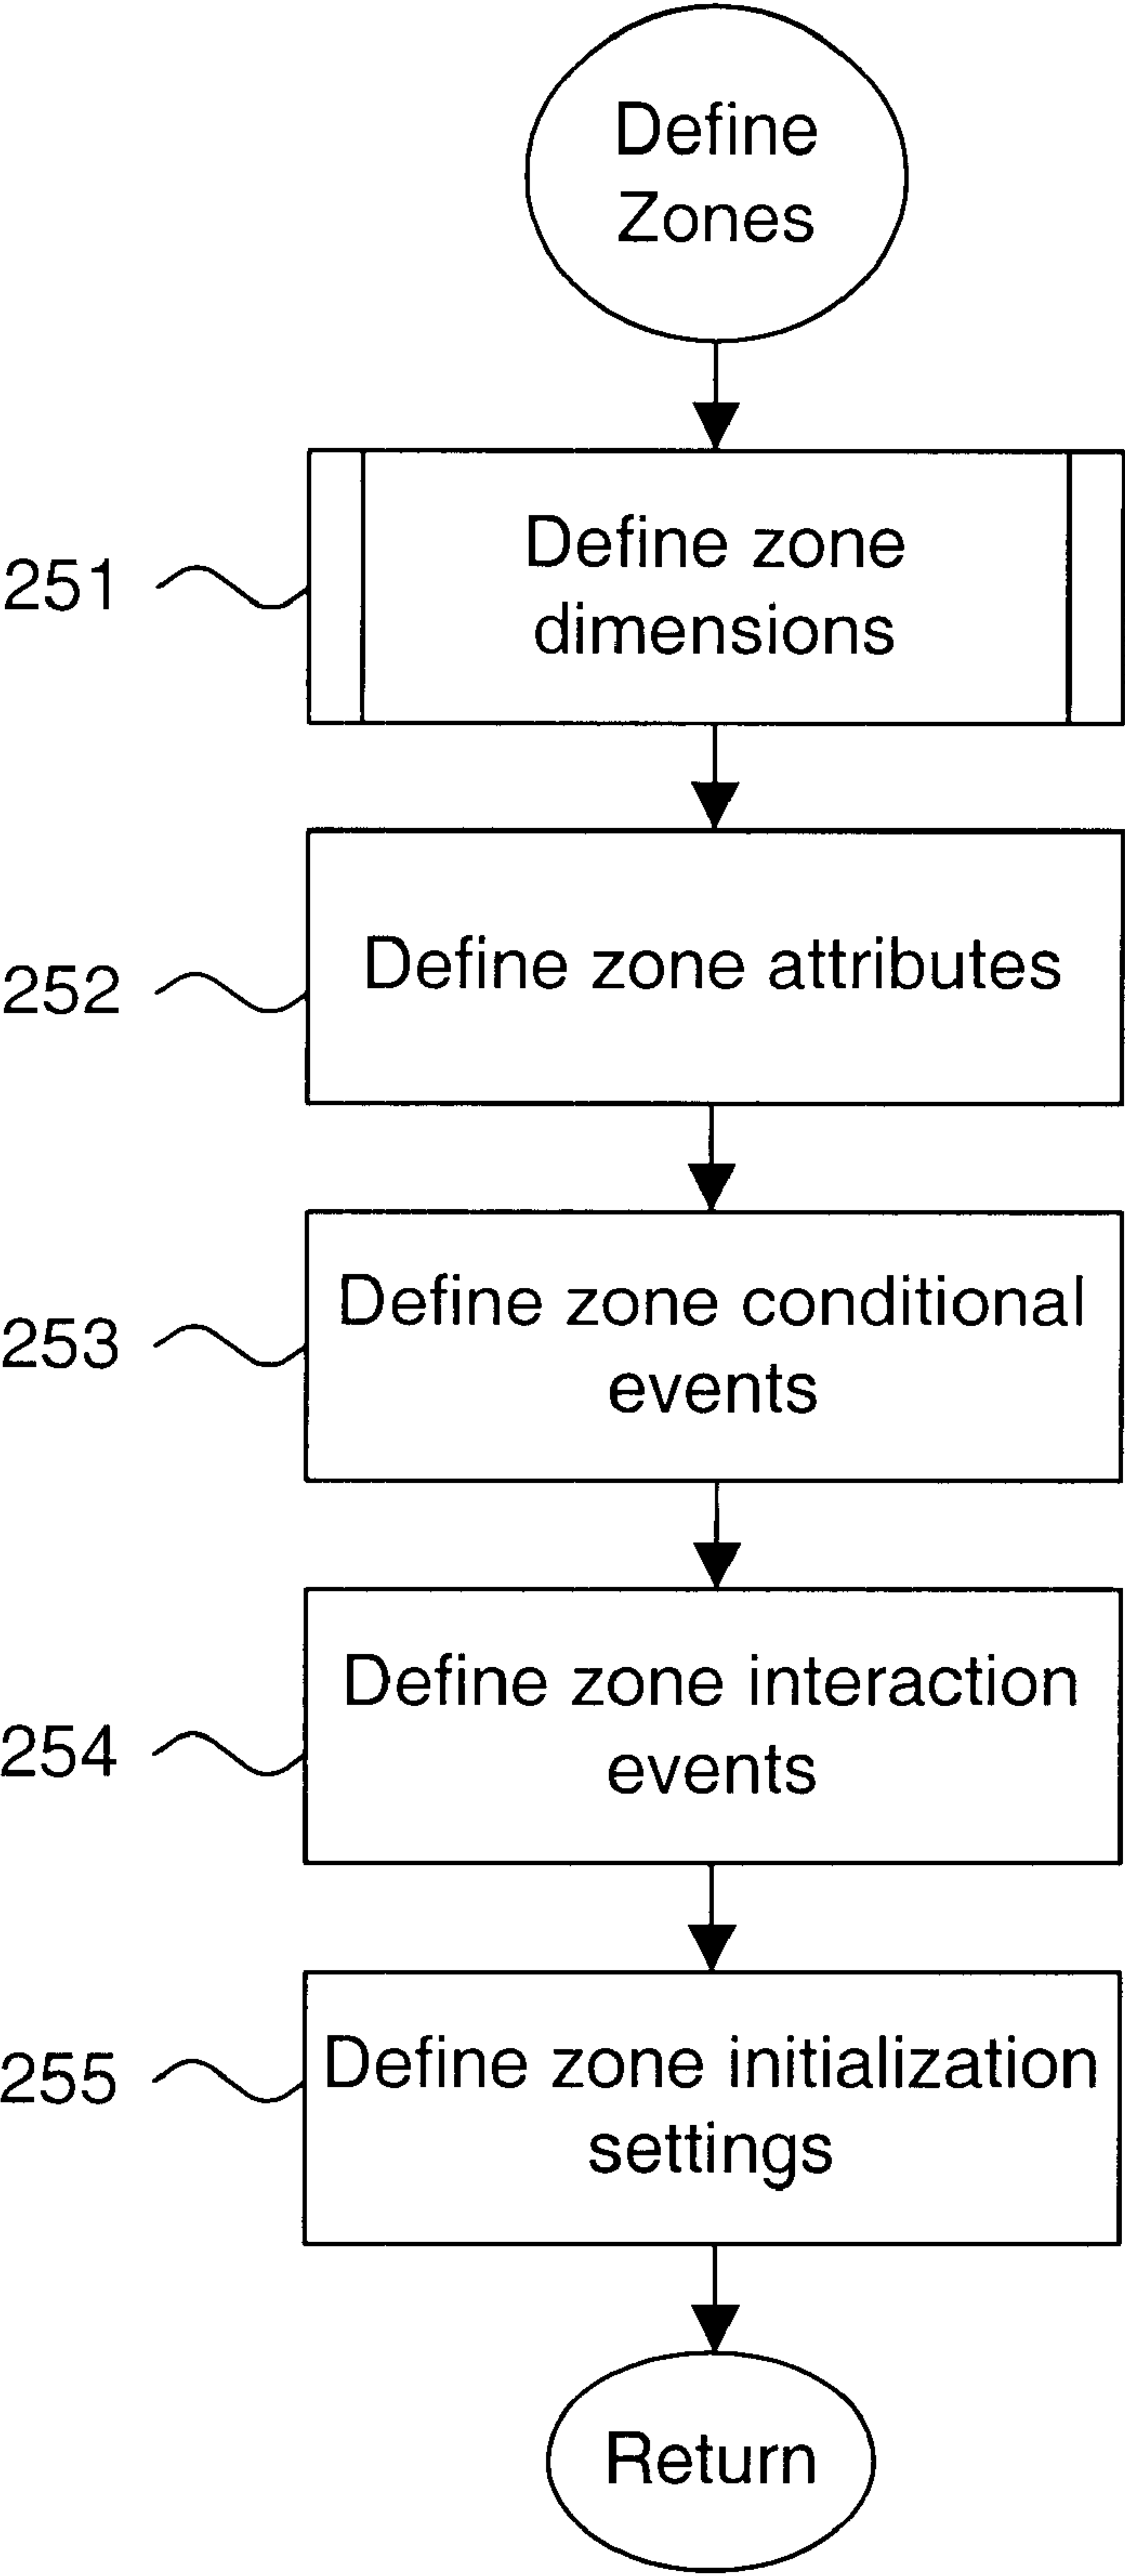 Define
Zones
251
Define zone
dimensions
252
Define zone attributes
253
Define zone conditional
events
254
Define zone interaction
events
255
Define zone initialization
settings
Return